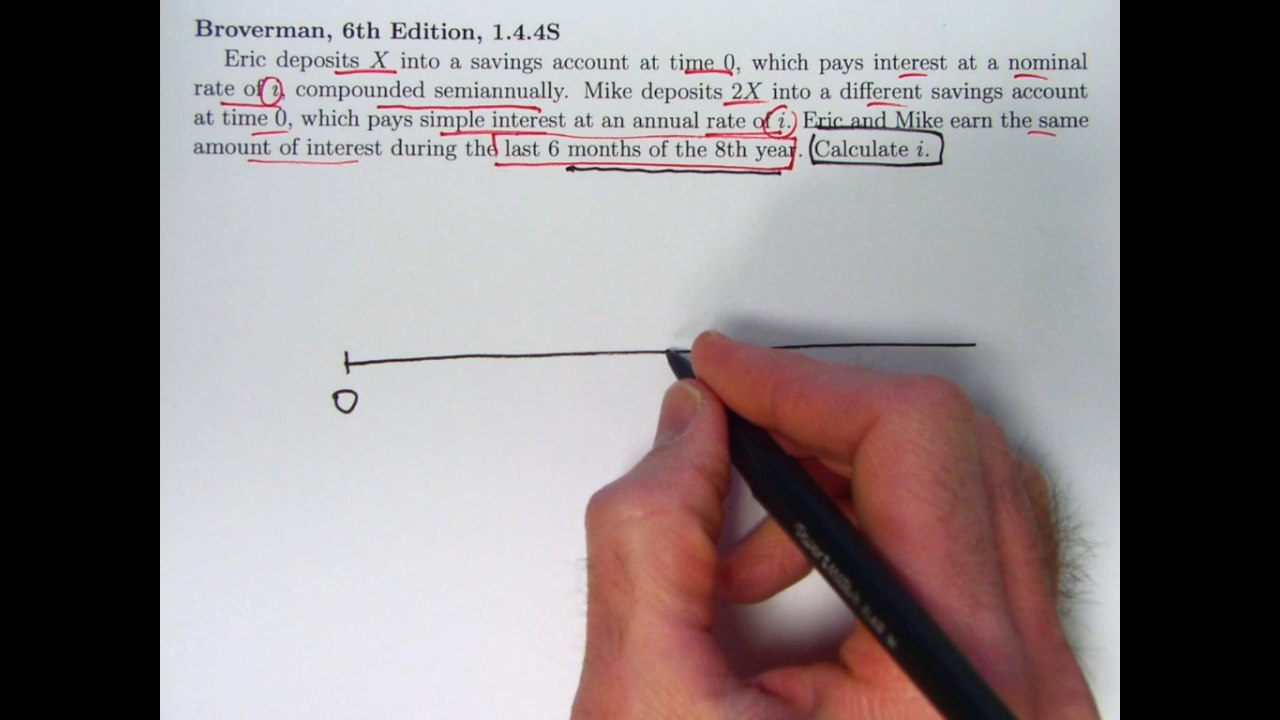 Broverman, 6th Edition, 1.4.4S
Eric deposits X into a savings account at time 0, which pays interest at a nominal
rate of i, compounded semiannually. Mike deposits 2X into a different savings account
at time 0, which pays simple interest at an annual rate of i. Eric and Mike earn the same
amount of interest during the last 6 months of the 8th year. Calculate i.
0